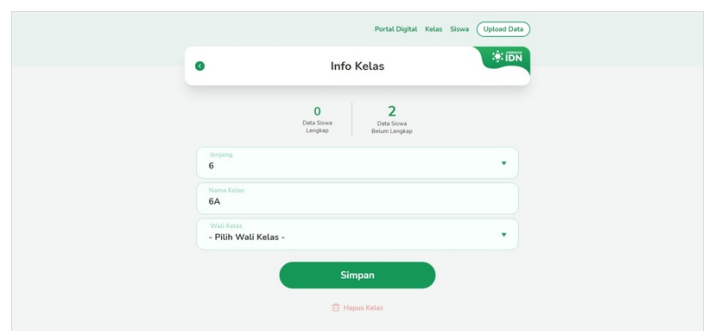 Portal Digital Kelas Siswa Upload Data
Info Kelas
IDN
0
Data Siswa
Lengkap
2
Data Siswa
Belum Lengkap
Jenjang
6
Nama Kelas
6A
Wali Kelas
- Pilih Wali Kelas -
Simpan
Hapus Kelas